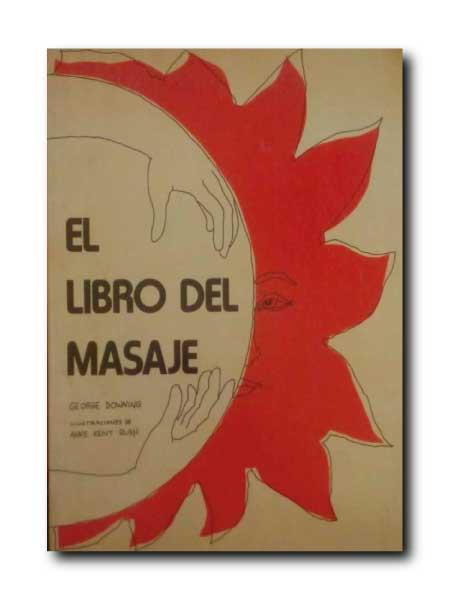 EL
LIBRO DEL
MASAJE
GEORGE DOWNING
ILUSTRACIONES DE
ANNE KENT RUSH